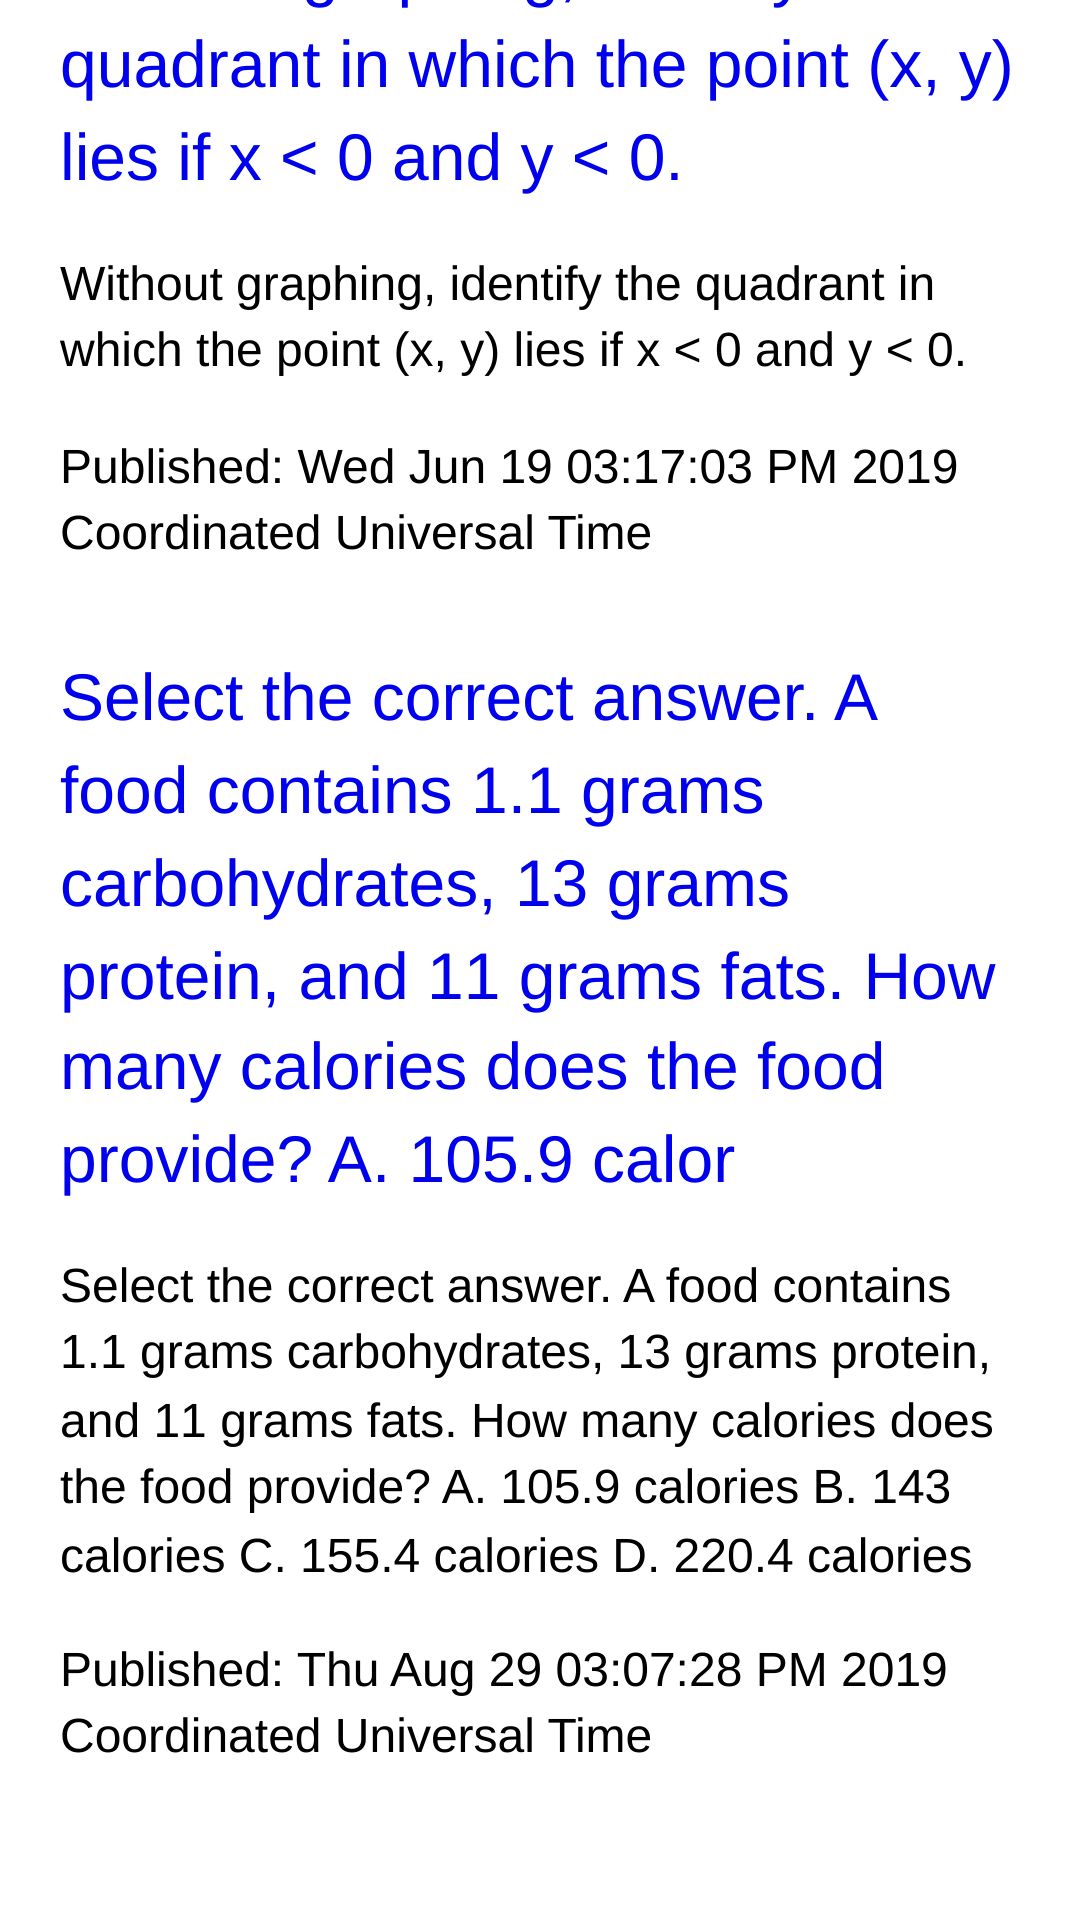 quadrant in which the point (x, y)
lies if x < 0 and y < 0.
Without graphing, identify the quadrant in
which the point (x, y) lies if x < 0 and y < 0.
Published: Wed Jun 19 03:17:03 PM 2019
Coordinated Universal Time
Select the correct answer. A
food contains 1.1 grams
carbohydrates, 13 grams
protein, and 11 grams fats. How
many calories does the food
provide? A. 105.9 calor
Select the correct answer. A food contains
1.1 grams carbohydrates, 13 grams protein,
and 11 grams fats. How many calories does
the food provide? A. 105.9 calories B. 143
calories C. 155.4 calories D. 220.4 calories
Published: Thu Aug 29 03:07:28 PM 2019
Coordinated Universal Time